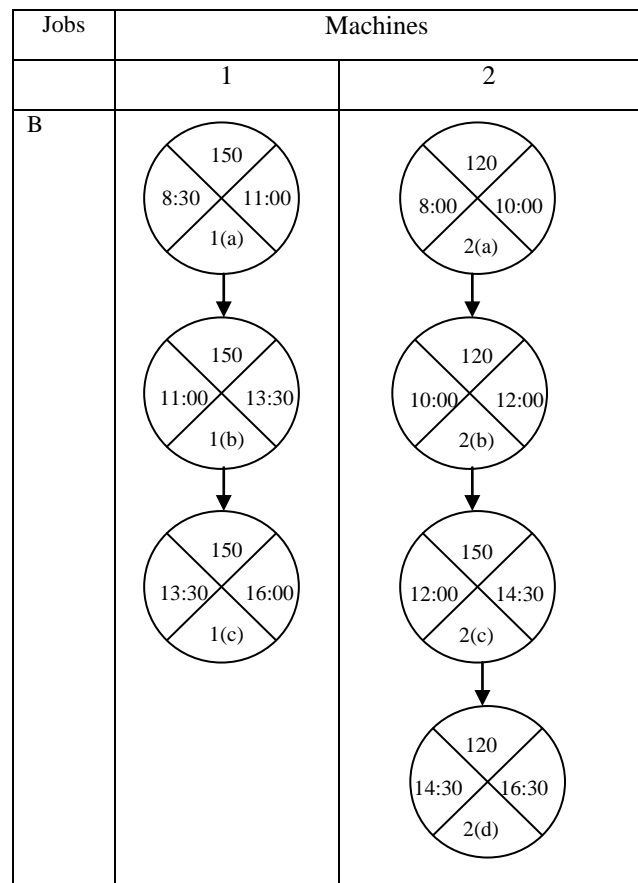 Jobs Machines
1 2
B
150
8:30 11:00
1(a)
120
8:00 10:00
2(a)
150
11:00 13:30
1(b)
120
10:00 12:00
2(b)
150
13:30 16:00
1(c)
150
12:00 14:30
2(c)
120
14:30 16:30
2(d)